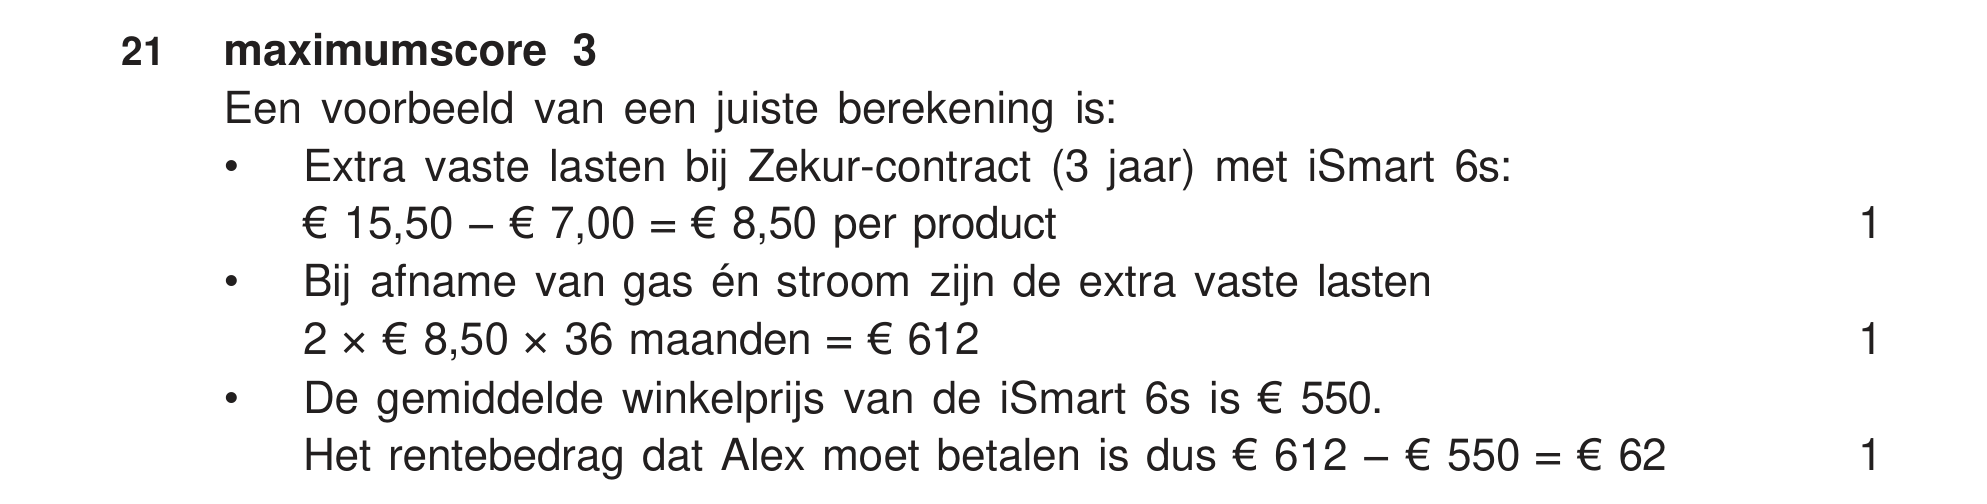 21 maximumscore 3
Een voorbeeld van een juiste berekening is:
• Extra vaste lasten bij Zekur-contract (3 jaar) met iSmart 6s:
€ 15,50 – € 7,00 = € 8,50 per product 1
• Bij afname van gas én stroom zijn de extra vaste lasten
2 × € 8,50 × 36 maanden = € 612 1
• De gemiddelde winkelprijs van de iSmart 6s is € 550.
Het rentebedrag dat Alex moet betalen is dus € 612 – € 550 = € 62 1